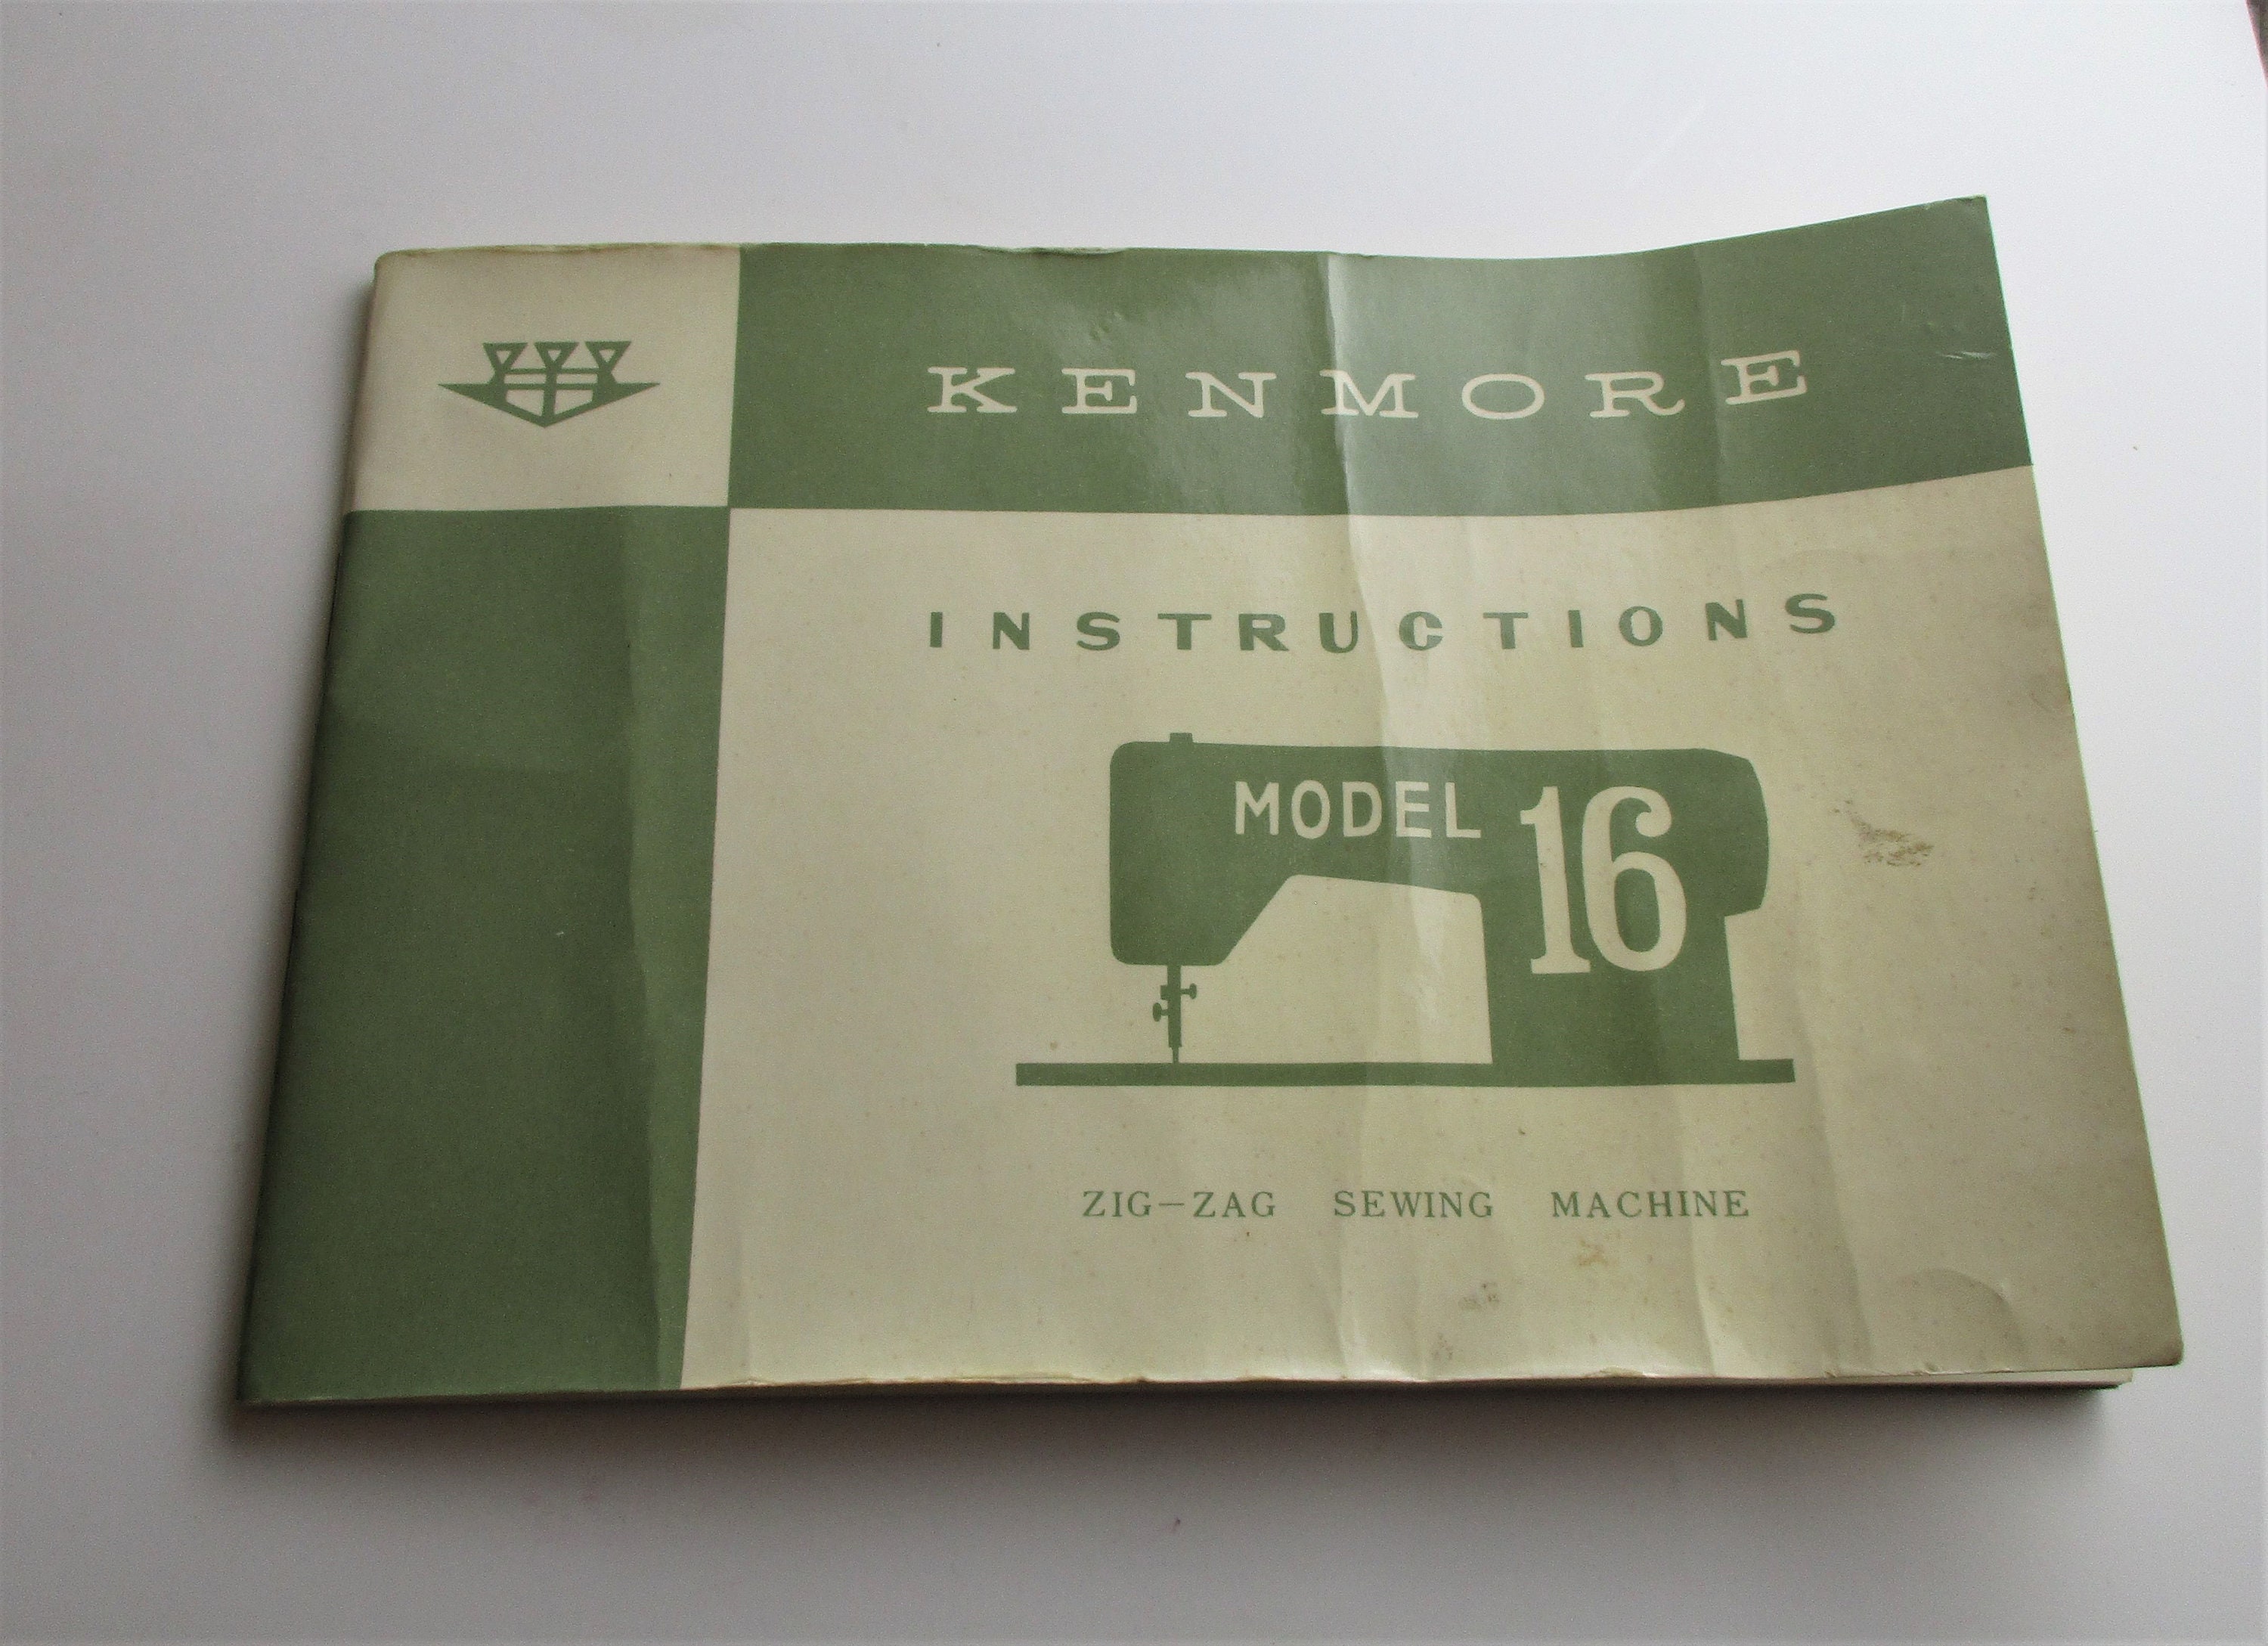 KENMORE
INSTRUCTIONS
MODEL 16
ZIG-ZAG SEWING MACHINE